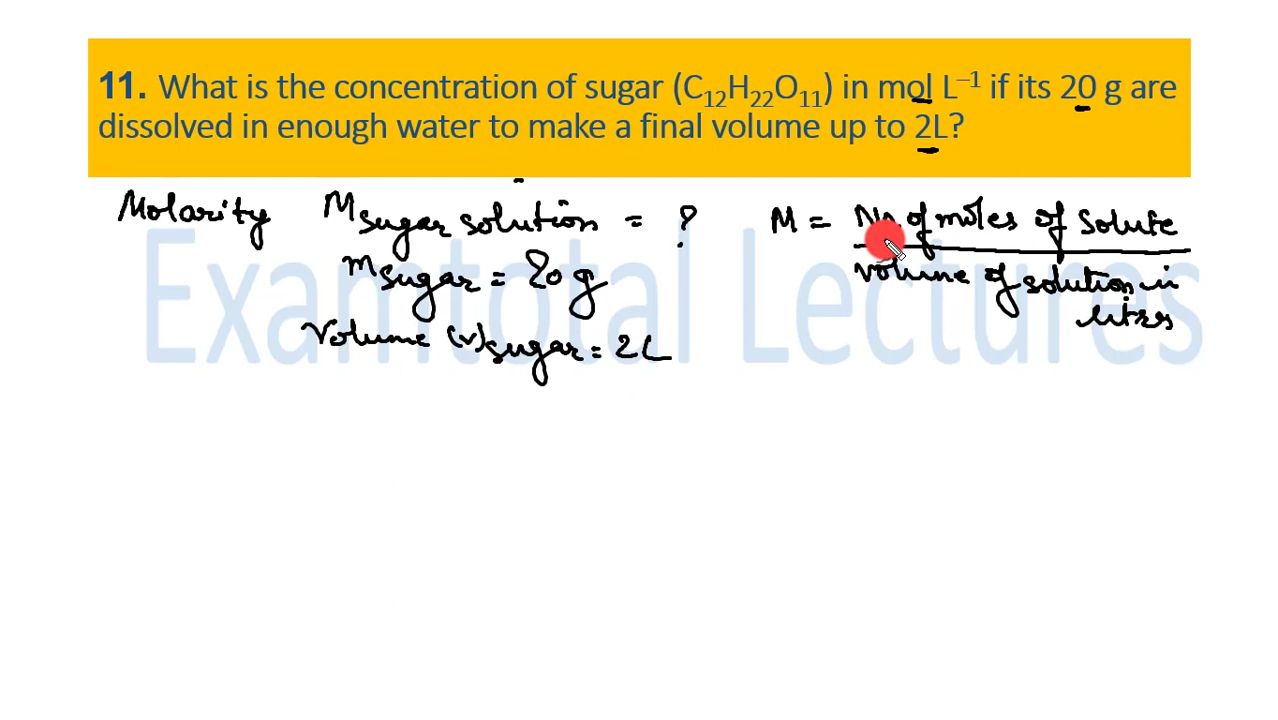 11. What is the concentration of sugar (C₁₂H₂₂O₁₁) in mol L⁻¹ if its 20 g are
dissolved in enough water to make a final volume up to 2L?
Molarity M sugar solution = ? M = No. of moles of solute
m sugar = 20 g volume of solution in
litres
Volume (v) sugar = 2L
Examtotal Lectures